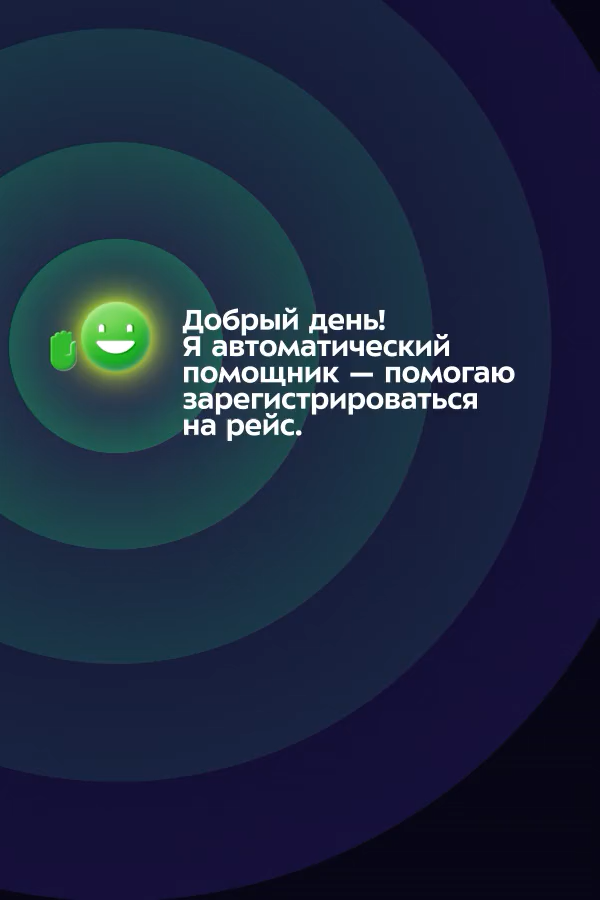 Добрый день!
Я автоматический
помощник — помогаю
зарегистрироваться
на рейс.